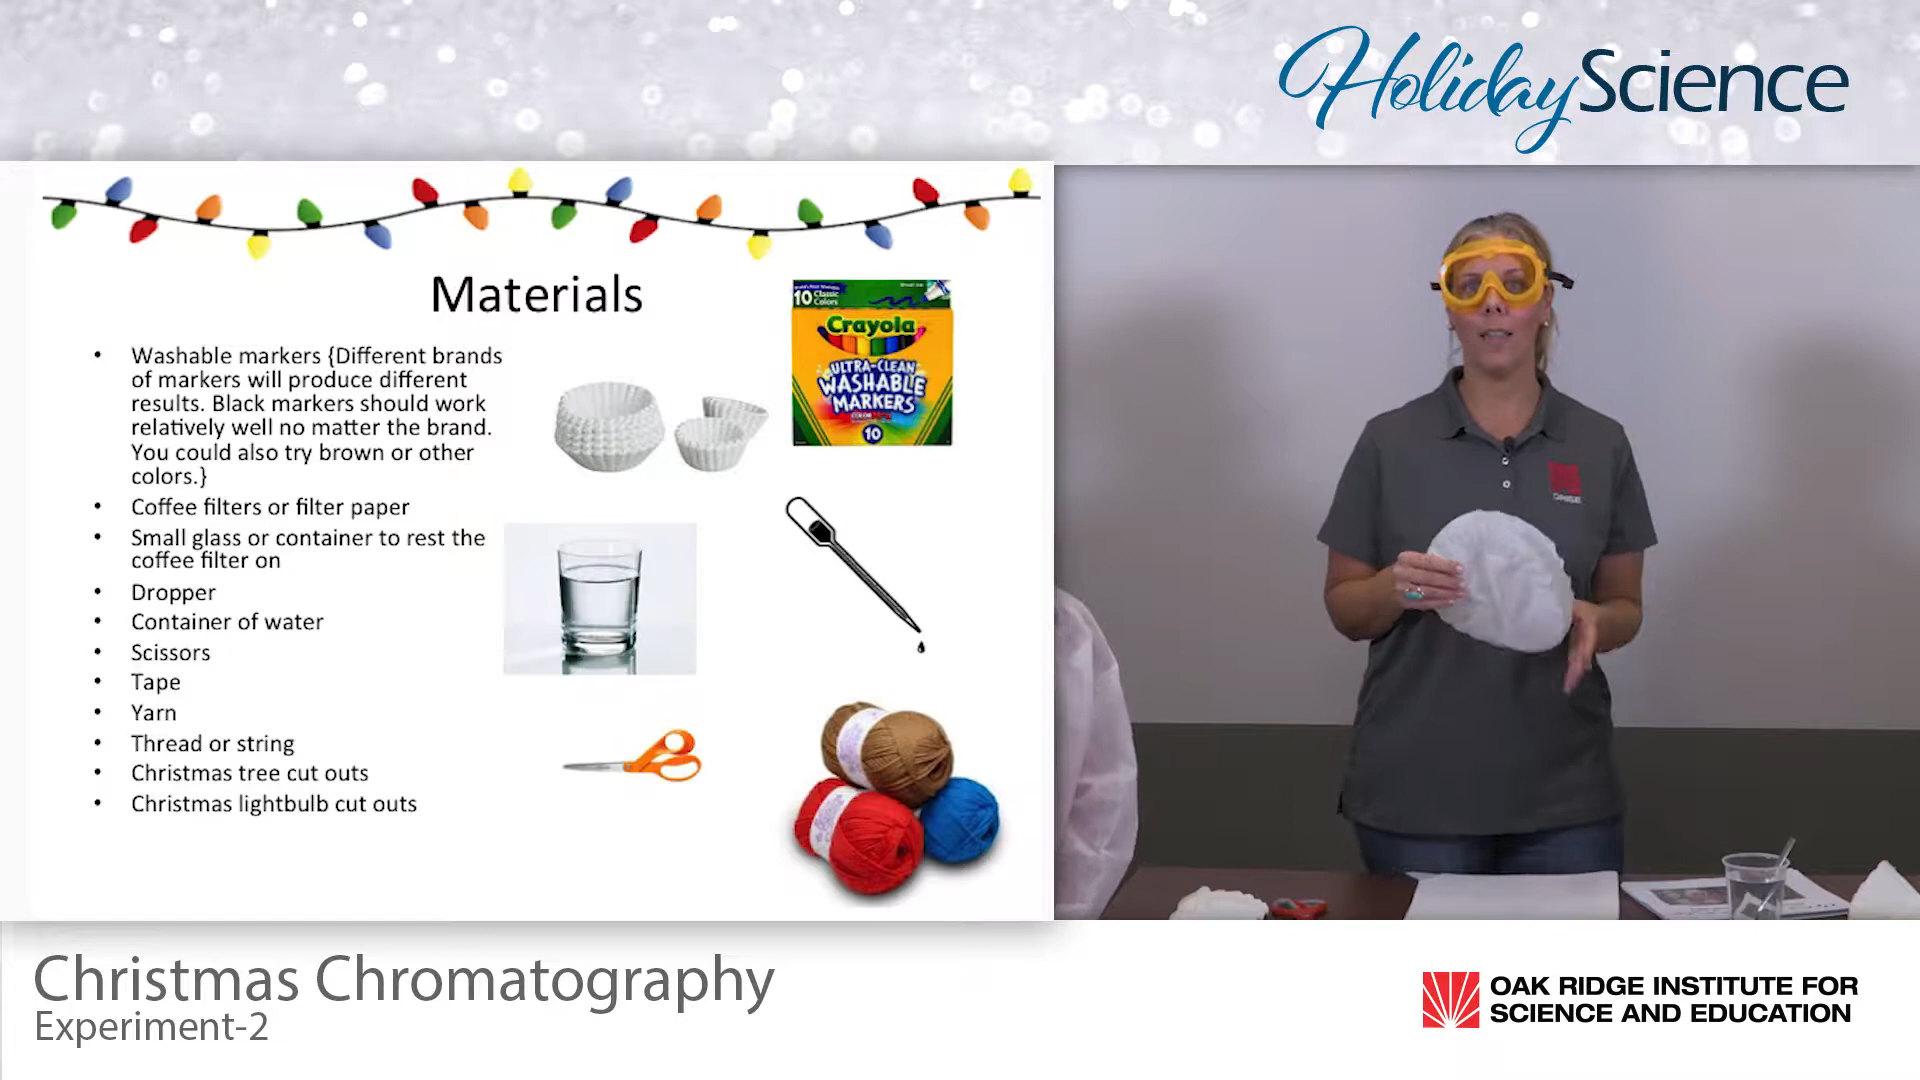 Holiday Science
Materials
• Washable markers {Different brands
of markers will produce different
results. Black markers should work
relatively well no matter the brand.
You could also try brown or other
colors.}
• Coffee filters or filter paper
• Small glass or container to rest the
coffee filter on
• Dropper
• Container of water
• Scissors
• Tape
• Yarn
• Thread or string
• Christmas tree cut outs
• Christmas lightbulb cut outs
10 Classic
Colors
Crayola
ULTRA-CLEAN
WASHABLE
MARKERS
10
ORISE
Christmas Chromatography
Experiment-2
OAK RIDGE INSTITUTE FOR
SCIENCE AND EDUCATION